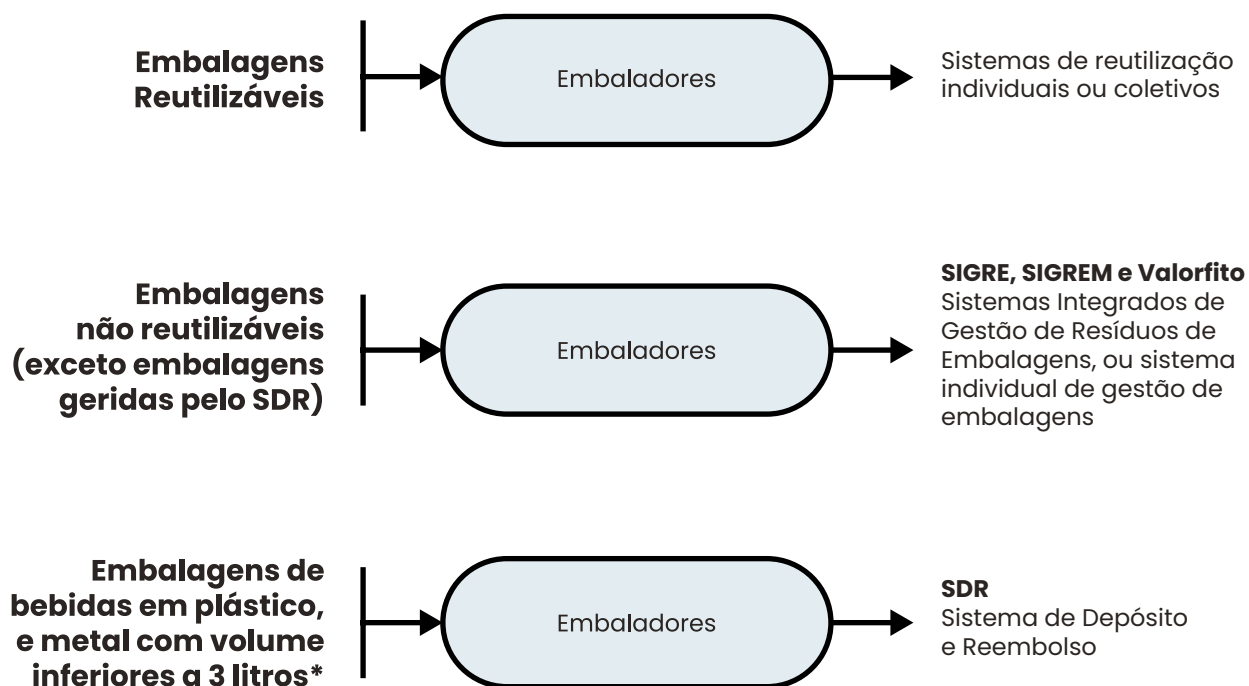 Embalagens
Reutilizáveis
Embaladores
Sistemas de reutilização
individuais ou coletivos
Embalagens
não reutilizáveis
(exceto embalagens
geridas pelo SDR)
Embaladores
SIGRE, SIGREM e Valorfito
Sistemas Integrados de
Gestão de Resíduos de
Embalagens, ou sistema
individual de gestão de
embalagens
Embalagens de
bebidas em plástico,
e metal com volume
inferiores a 3 litros*
Embaladores
SDR
Sistema de Depósito
e Reembolso